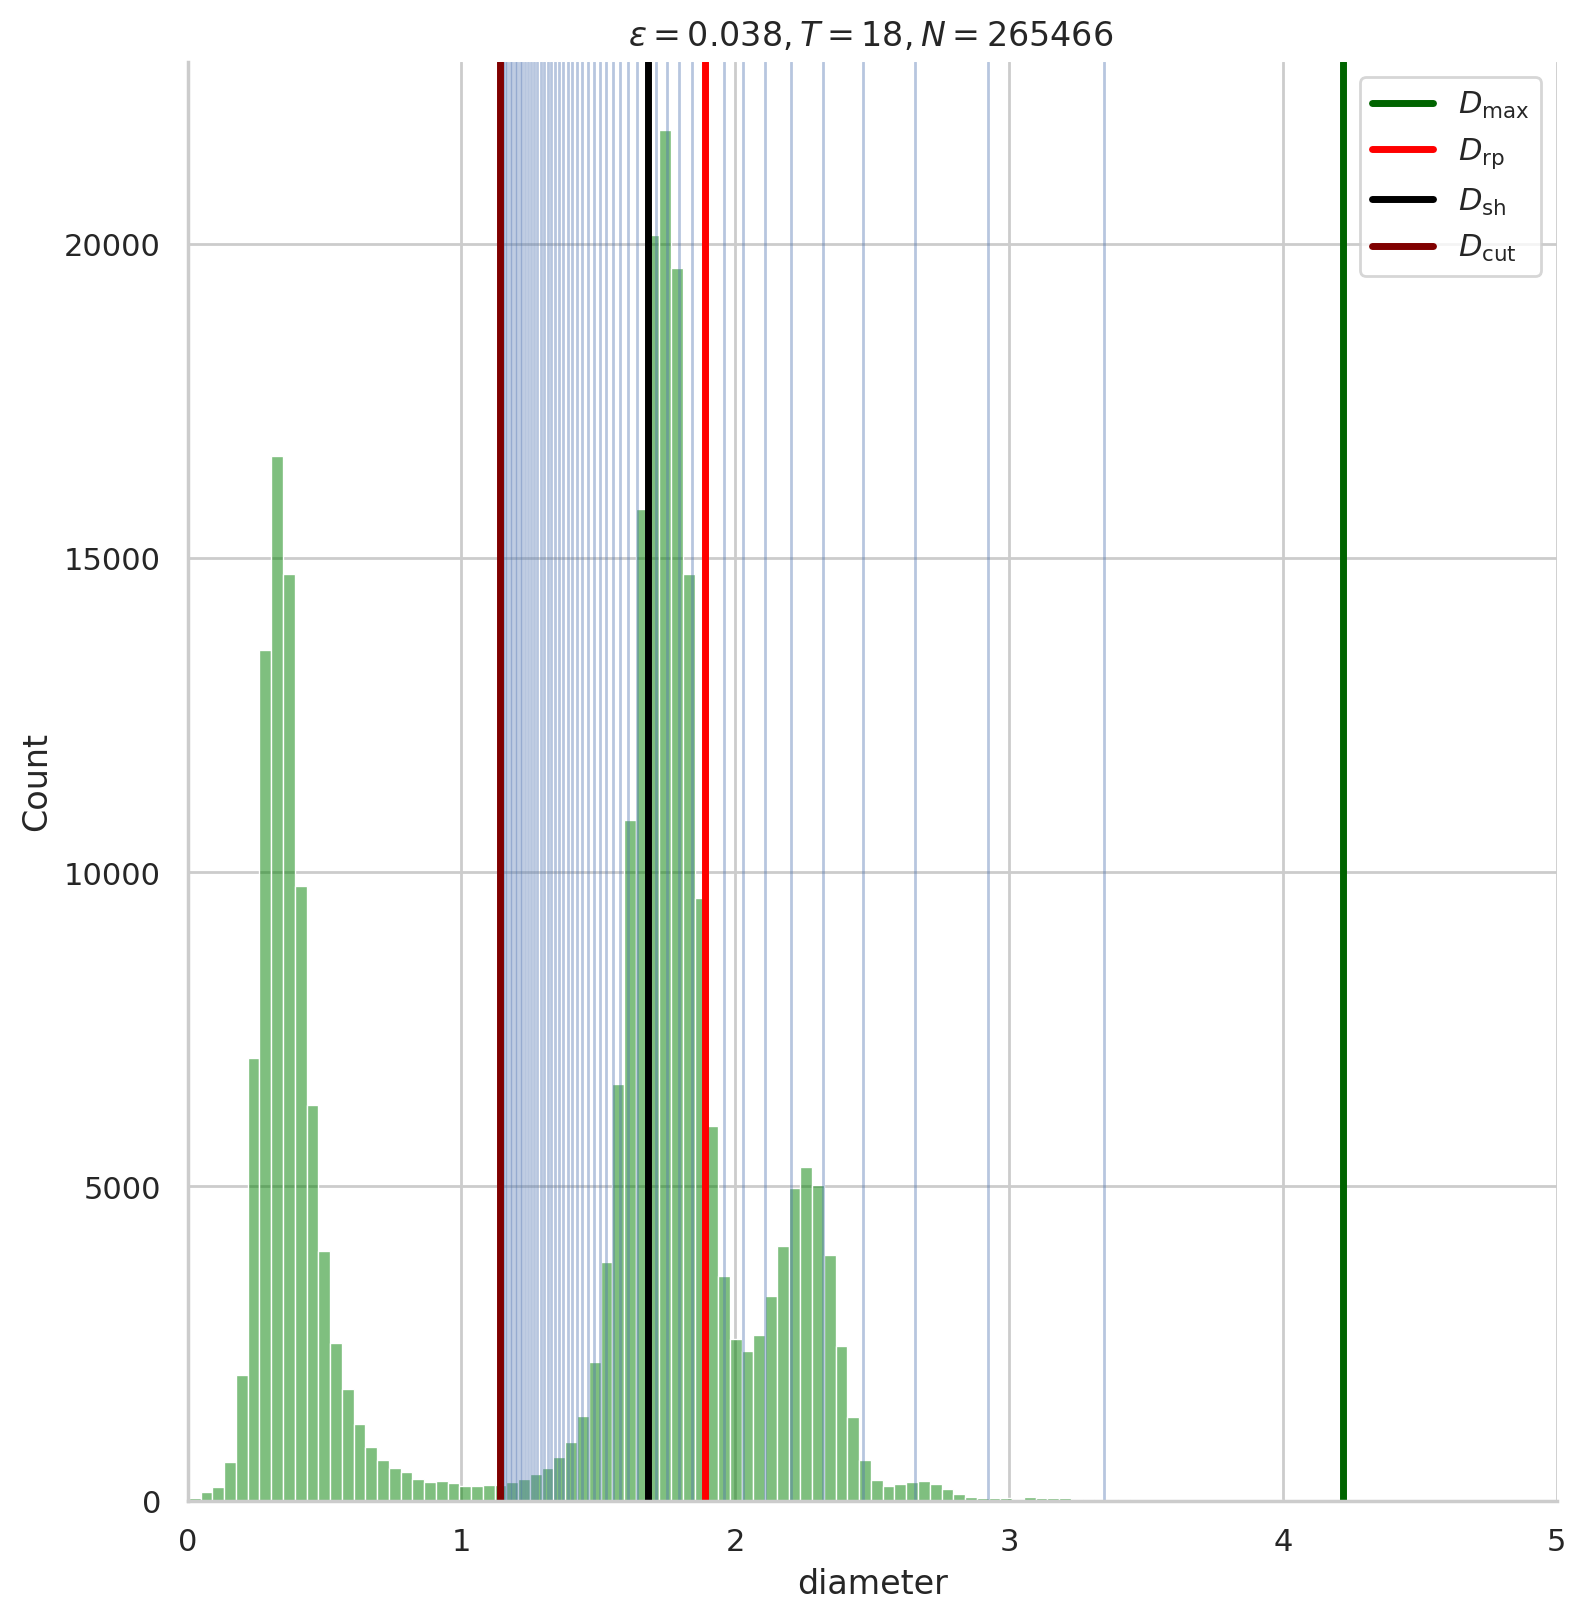 ε = 0.038, T = 18, N = 265466
D_max
D_rp
D_sh
D_cut
Count
20000
15000
10000
5000
0
0 1 2 3 4 5
diameter